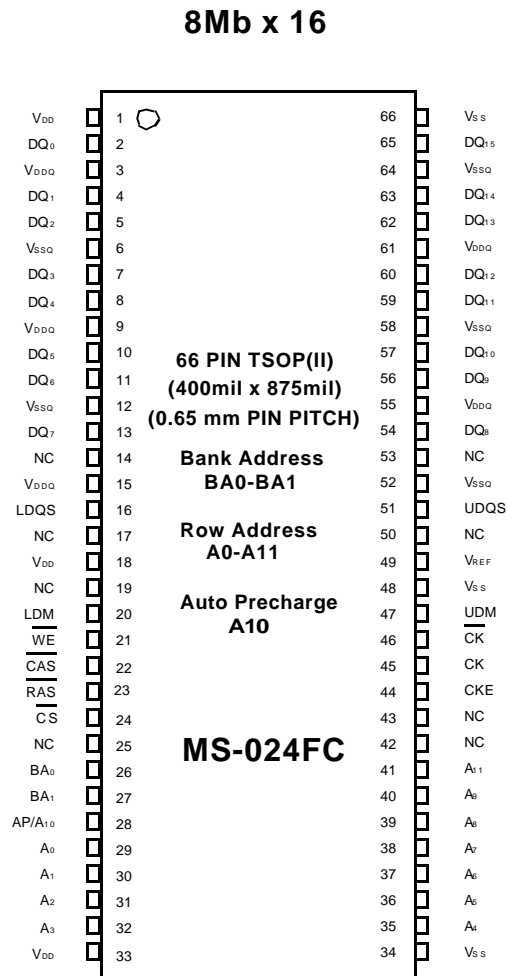 8Mb x 16
VDD 1 66 VSS
DQ0 2 65 DQ15
VDDQ 3 64 VSSQ
DQ1 4 63 DQ14
DQ2 5 62 DQ13
VSSQ 6 61 VDDQ
DQ3 7 60 DQ12
DQ4 8 59 DQ11
VDDQ 9 58 VSSQ
DQ5 10 57 DQ10
66 PIN TSOP(II)
DQ6 11 56 DQ9
(400mil x 875mil)
VSSQ 12 55 VDDQ
(0.65 mm PIN PITCH)
DQ7 13 54 DQ8
NC 14 Bank Address 53 NC
VDDQ 15 BA0-BA1 52 VSSQ
LDQS 16 51 UDQS
NC 17 Row Address 50 NC
VDD 18 A0-A11 49 VREF
NC 19 48 VSS
Auto Precharge
LDM 20 47 UDM
A10
W̅E̅ 21 46 C̅K̅
C̅A̅S̅ 22 45 CK
R̅A̅S̅ 23 44 CKE
C̅S̅ 24 43 NC
NC 25 MS-024FC 42 NC
BA0 26 41 A11
BA1 27 40 A9
AP/A10 28 39 A8
A0 29 38 A7
A1 30 37 A6
A2 31 36 A5
A3 32 35 A4
VDD 33 34 VSS